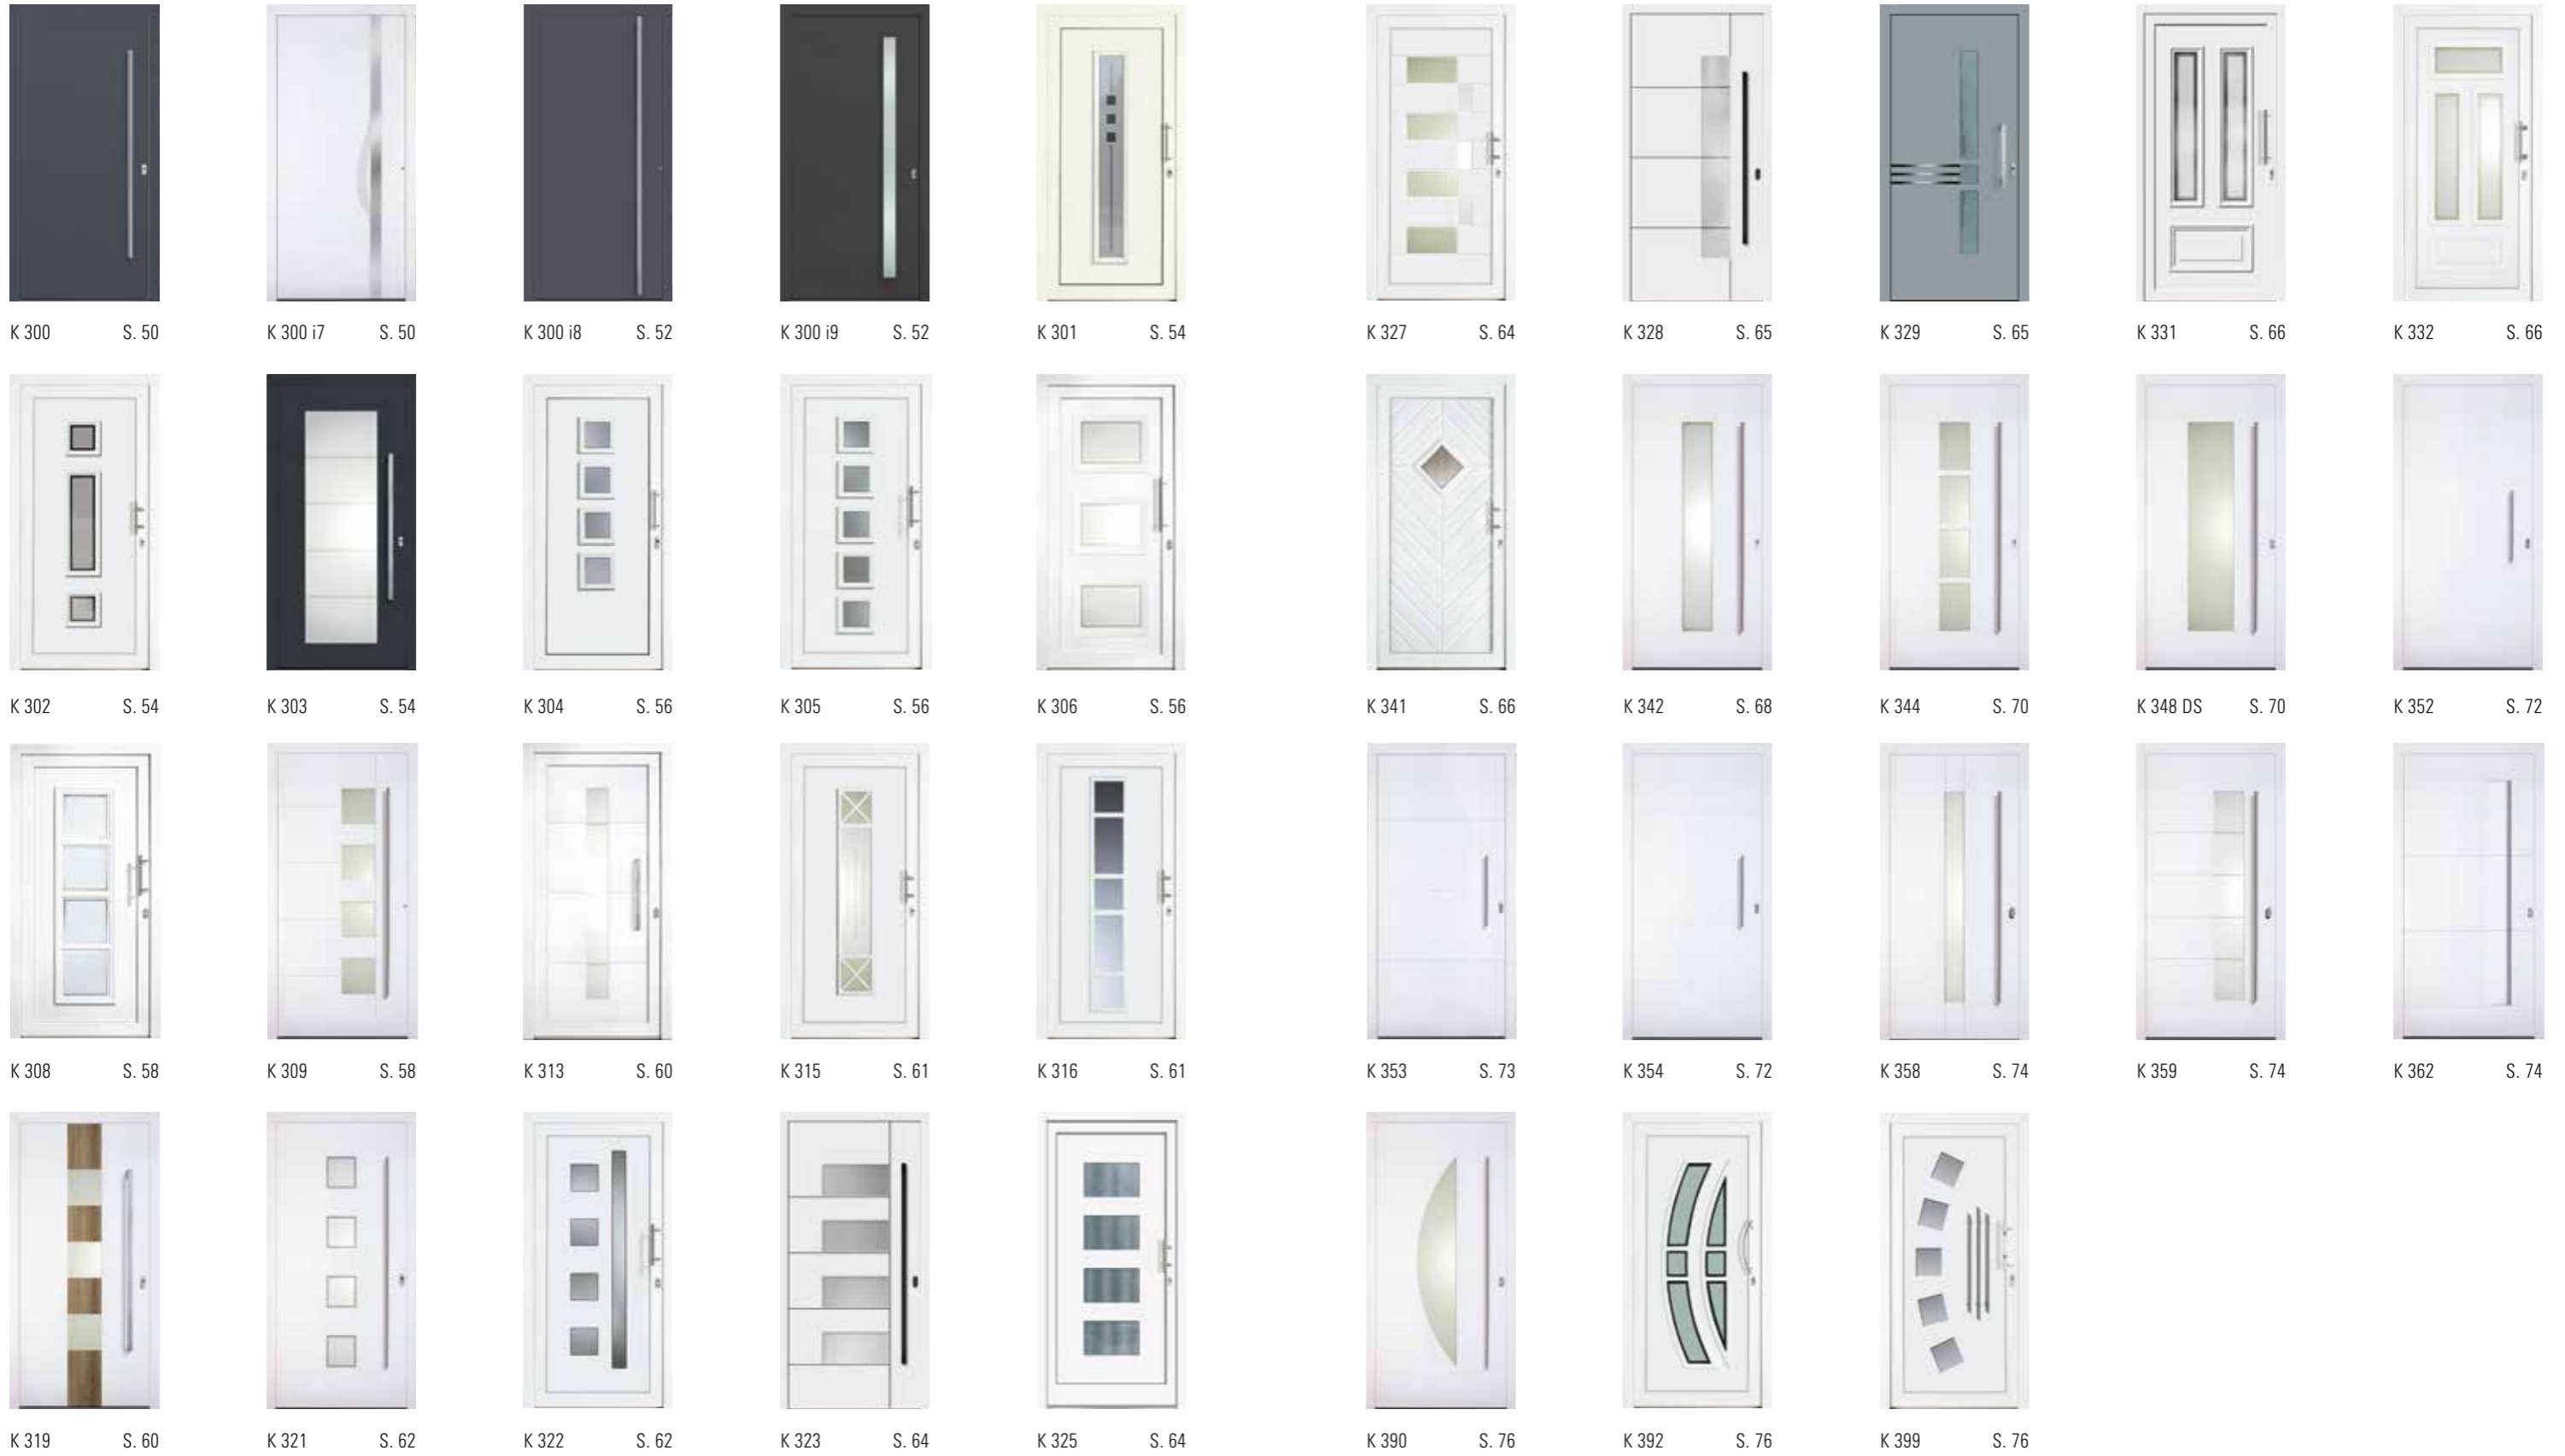 K 300 S. 50 K 300 i7 S. 50 K 300 i8 S. 52 K 300 i9 S. 52 K 301 S. 54 K 327 S. 64 K 328 S. 65 K 329 S. 65 K 331 S. 66 K 332 S. 66
K 302 S. 54 K 303 S. 54 K 304 S. 56 K 305 S. 56 K 306 S. 56 K 341 S. 66 K 342 S. 68 K 344 S. 70 K 348 DS S. 70 K 352 S. 72
K 308 S. 58 K 309 S. 58 K 313 S. 60 K 315 S. 61 K 316 S. 61 K 353 S. 73 K 354 S. 72 K 358 S. 74 K 359 S. 74 K 362 S. 74
K 319 S. 60 K 321 S. 62 K 322 S. 62 K 323 S. 64 K 325 S. 64 K 390 S. 76 K 392 S. 76 K 399 S. 76